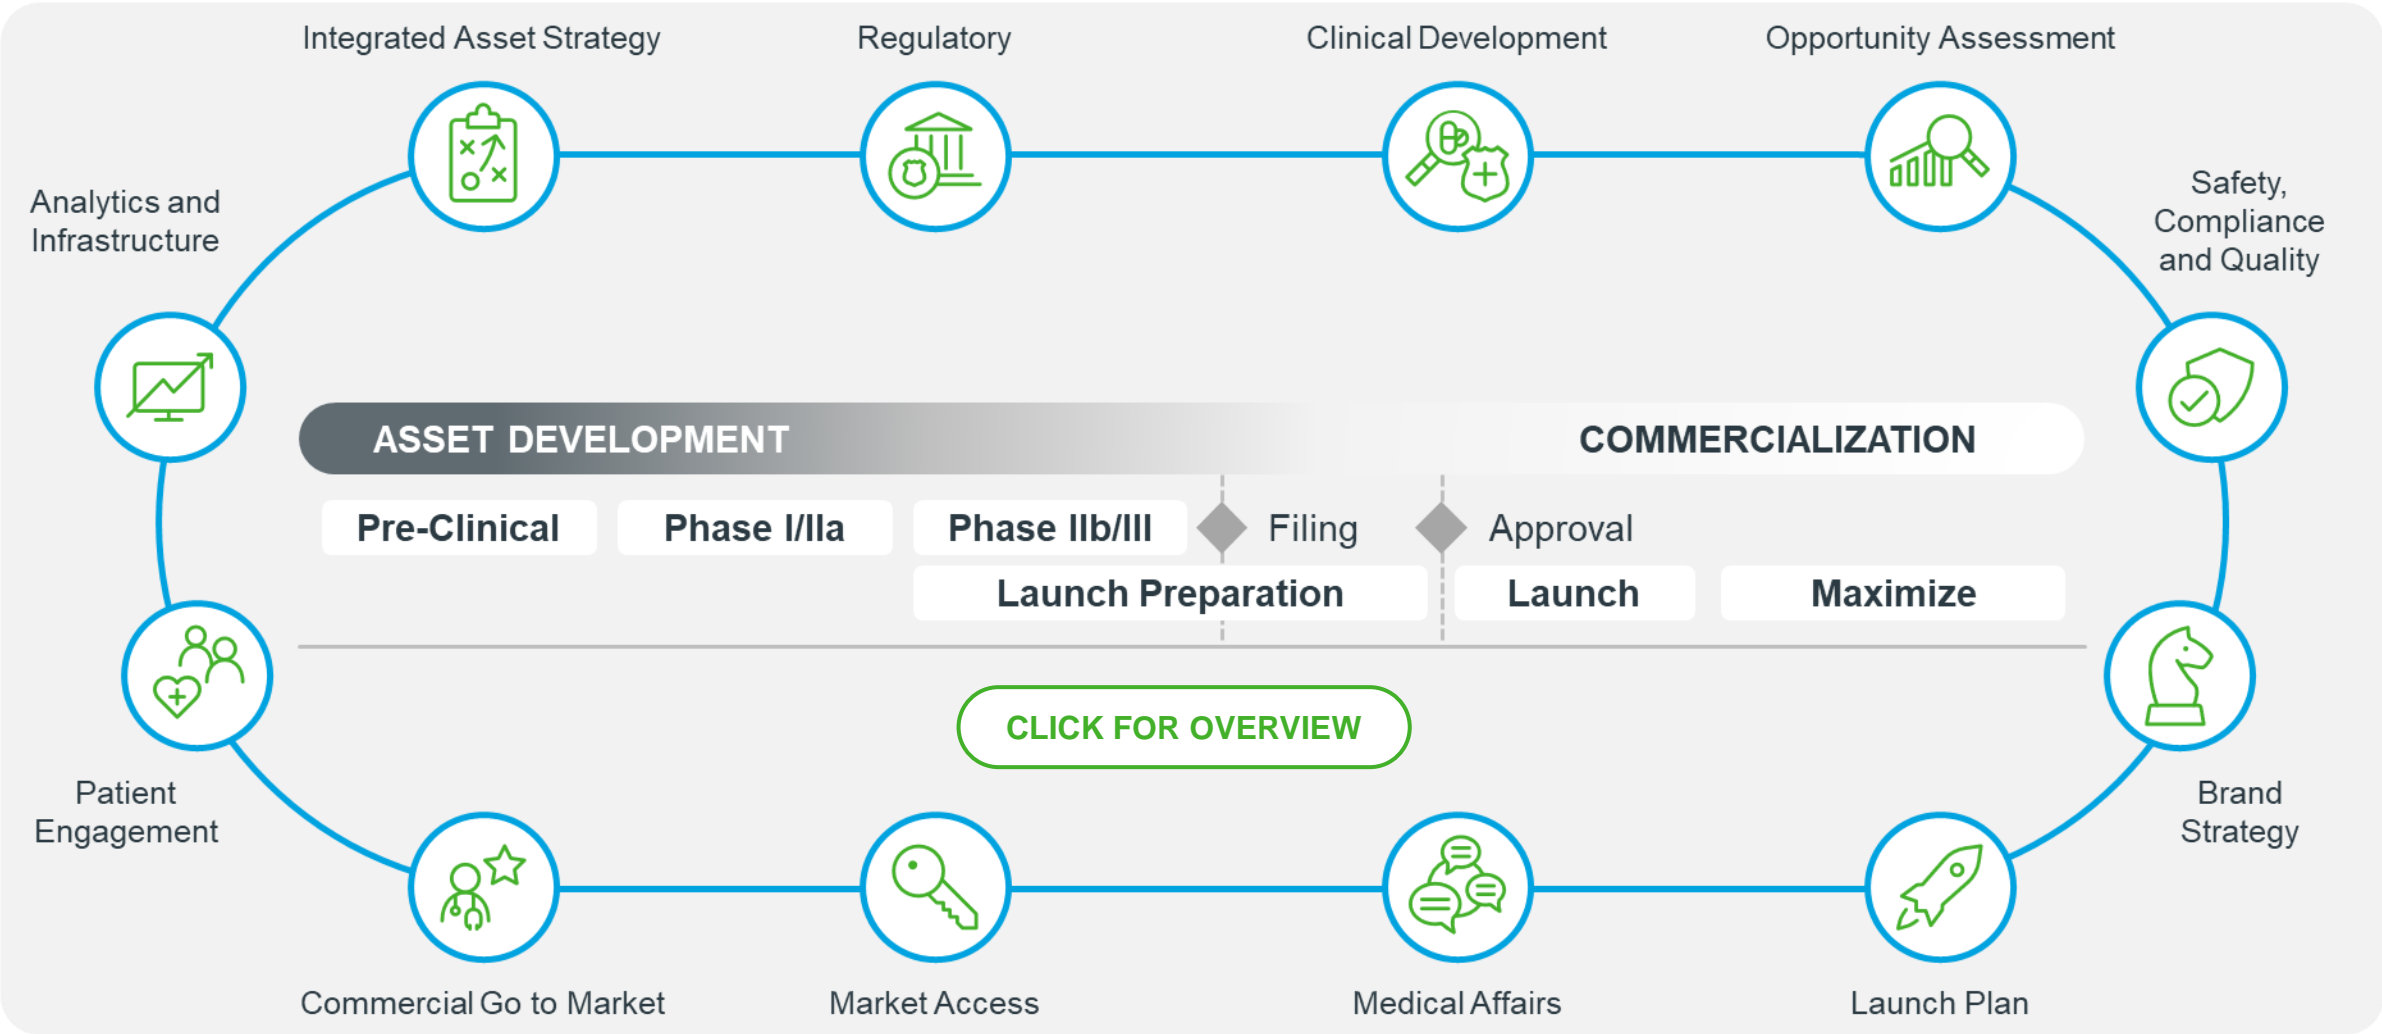 Integrated Asset Strategy
Regulatory
Clinical Development
Opportunity Assessment
Analytics and
Infrastructure
Safety,
Compliance
and Quality
ASSET DEVELOPMENT
COMMERCIALIZATION
Pre-Clinical
Phase I/IIa
Phase IIb/III
Filing
Approval
Launch Preparation
Launch
Maximize
CLICK FOR OVERVIEW
Patient
Engagement
Brand
Strategy
Commercial Go to Market
Market Access
Medical Affairs
Launch Plan